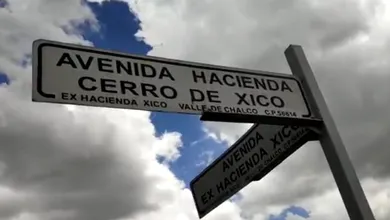 AVENIDA HACIENDA
CERRO DE XICO
EX HACIENDA XICO VALLE DE CHALCO C.P 56614
AVENIDA
EX HACIENDA XICO